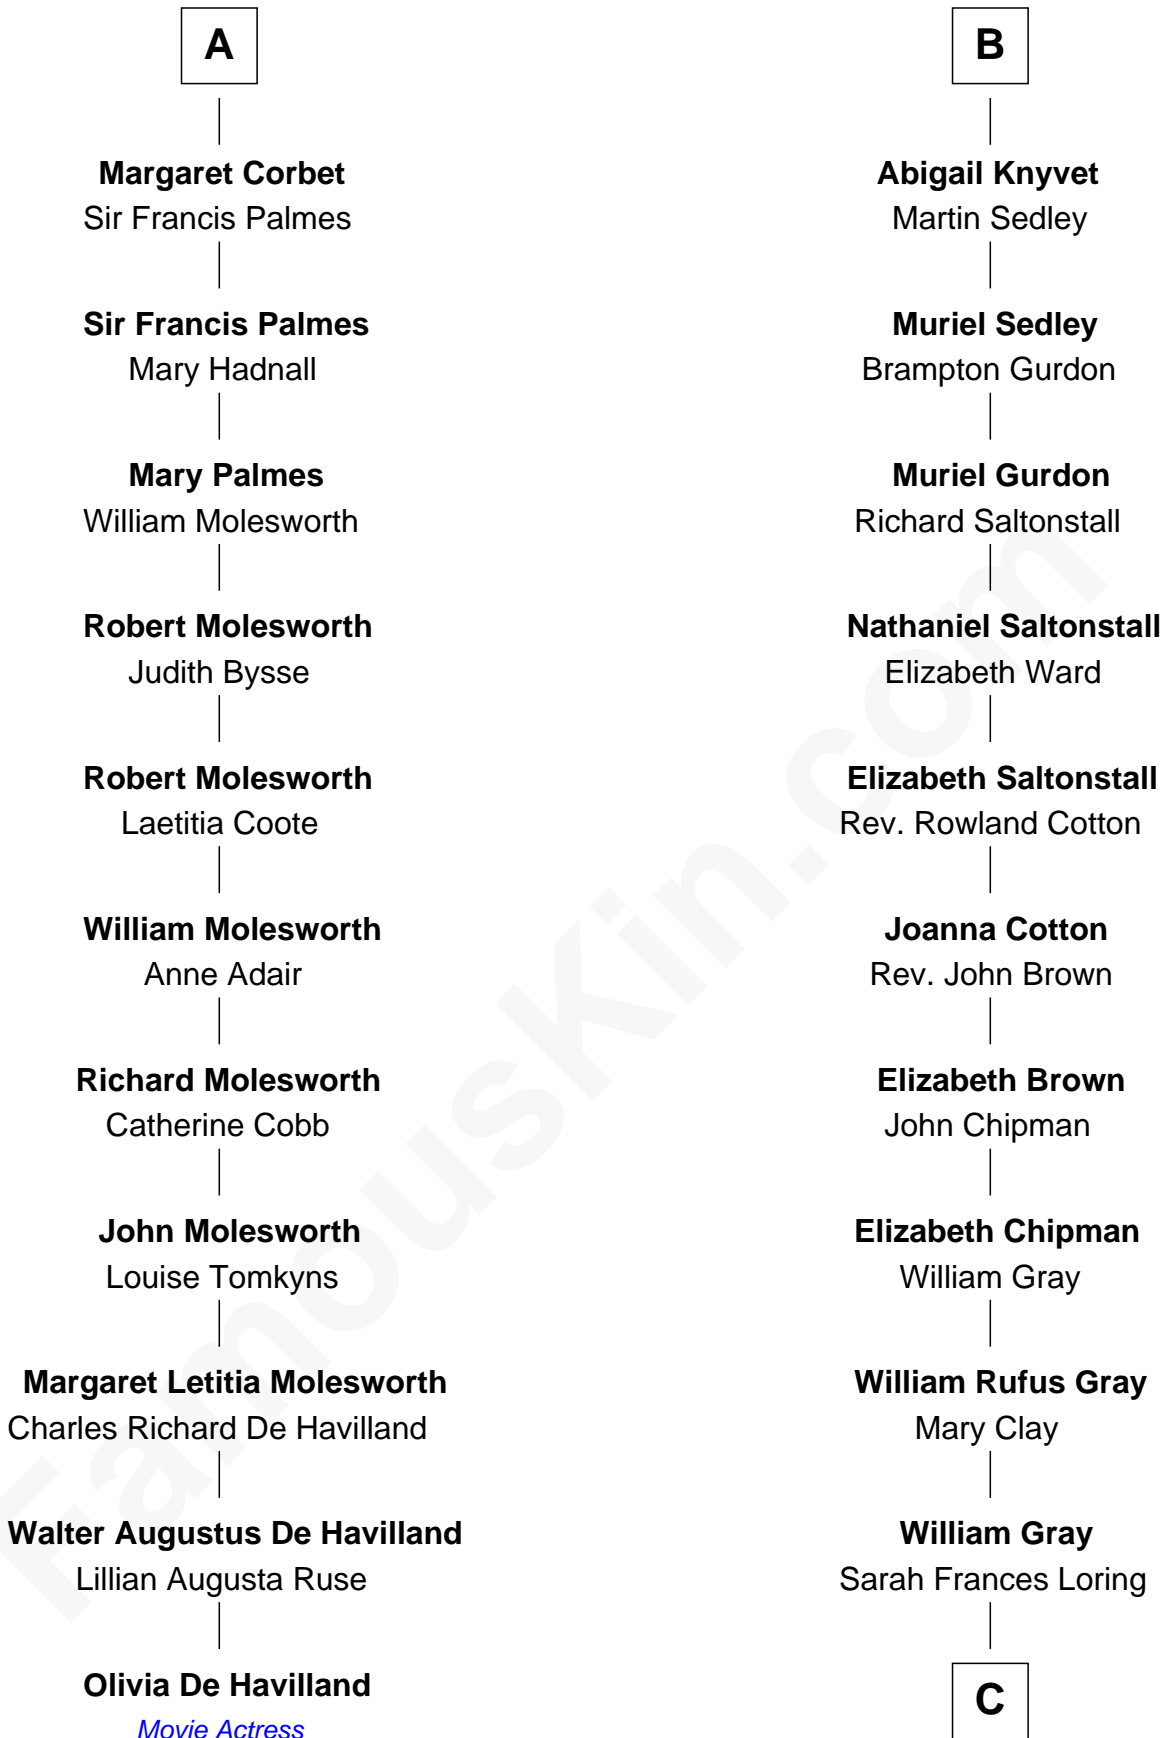 A
Margaret Corbet
Sir Francis Palmes
Sir Francis Palmes
Mary Hadnall
Mary Palmes
William Molesworth
Robert Molesworth
Judith Bysse
Robert Molesworth
Laetitia Coote
William Molesworth
Anne Adair
Richard Molesworth
Catherine Cobb
John Molesworth
Louise Tomkyns
Margaret Letitia Molesworth
Charles Richard De Havilland
Walter Augustus De Havilland
Lillian Augusta Ruse
Olivia De Havilland
Movie Actress
B
Abigail Knyvet
Martin Sedley
Muriel Sedley
Brampton Gurdon
Muriel Gurdon
Richard Saltonstall
Nathaniel Saltonstall
Elizabeth Ward
Elizabeth Saltonstall
Rev. Rowland Cotton
Joanna Cotton
Rev. John Brown
Elizabeth Brown
John Chipman
Elizabeth Chipman
William Gray
William Rufus Gray
Mary Clay
William Gray
Sarah Frances Loring
C
FamousKin.com